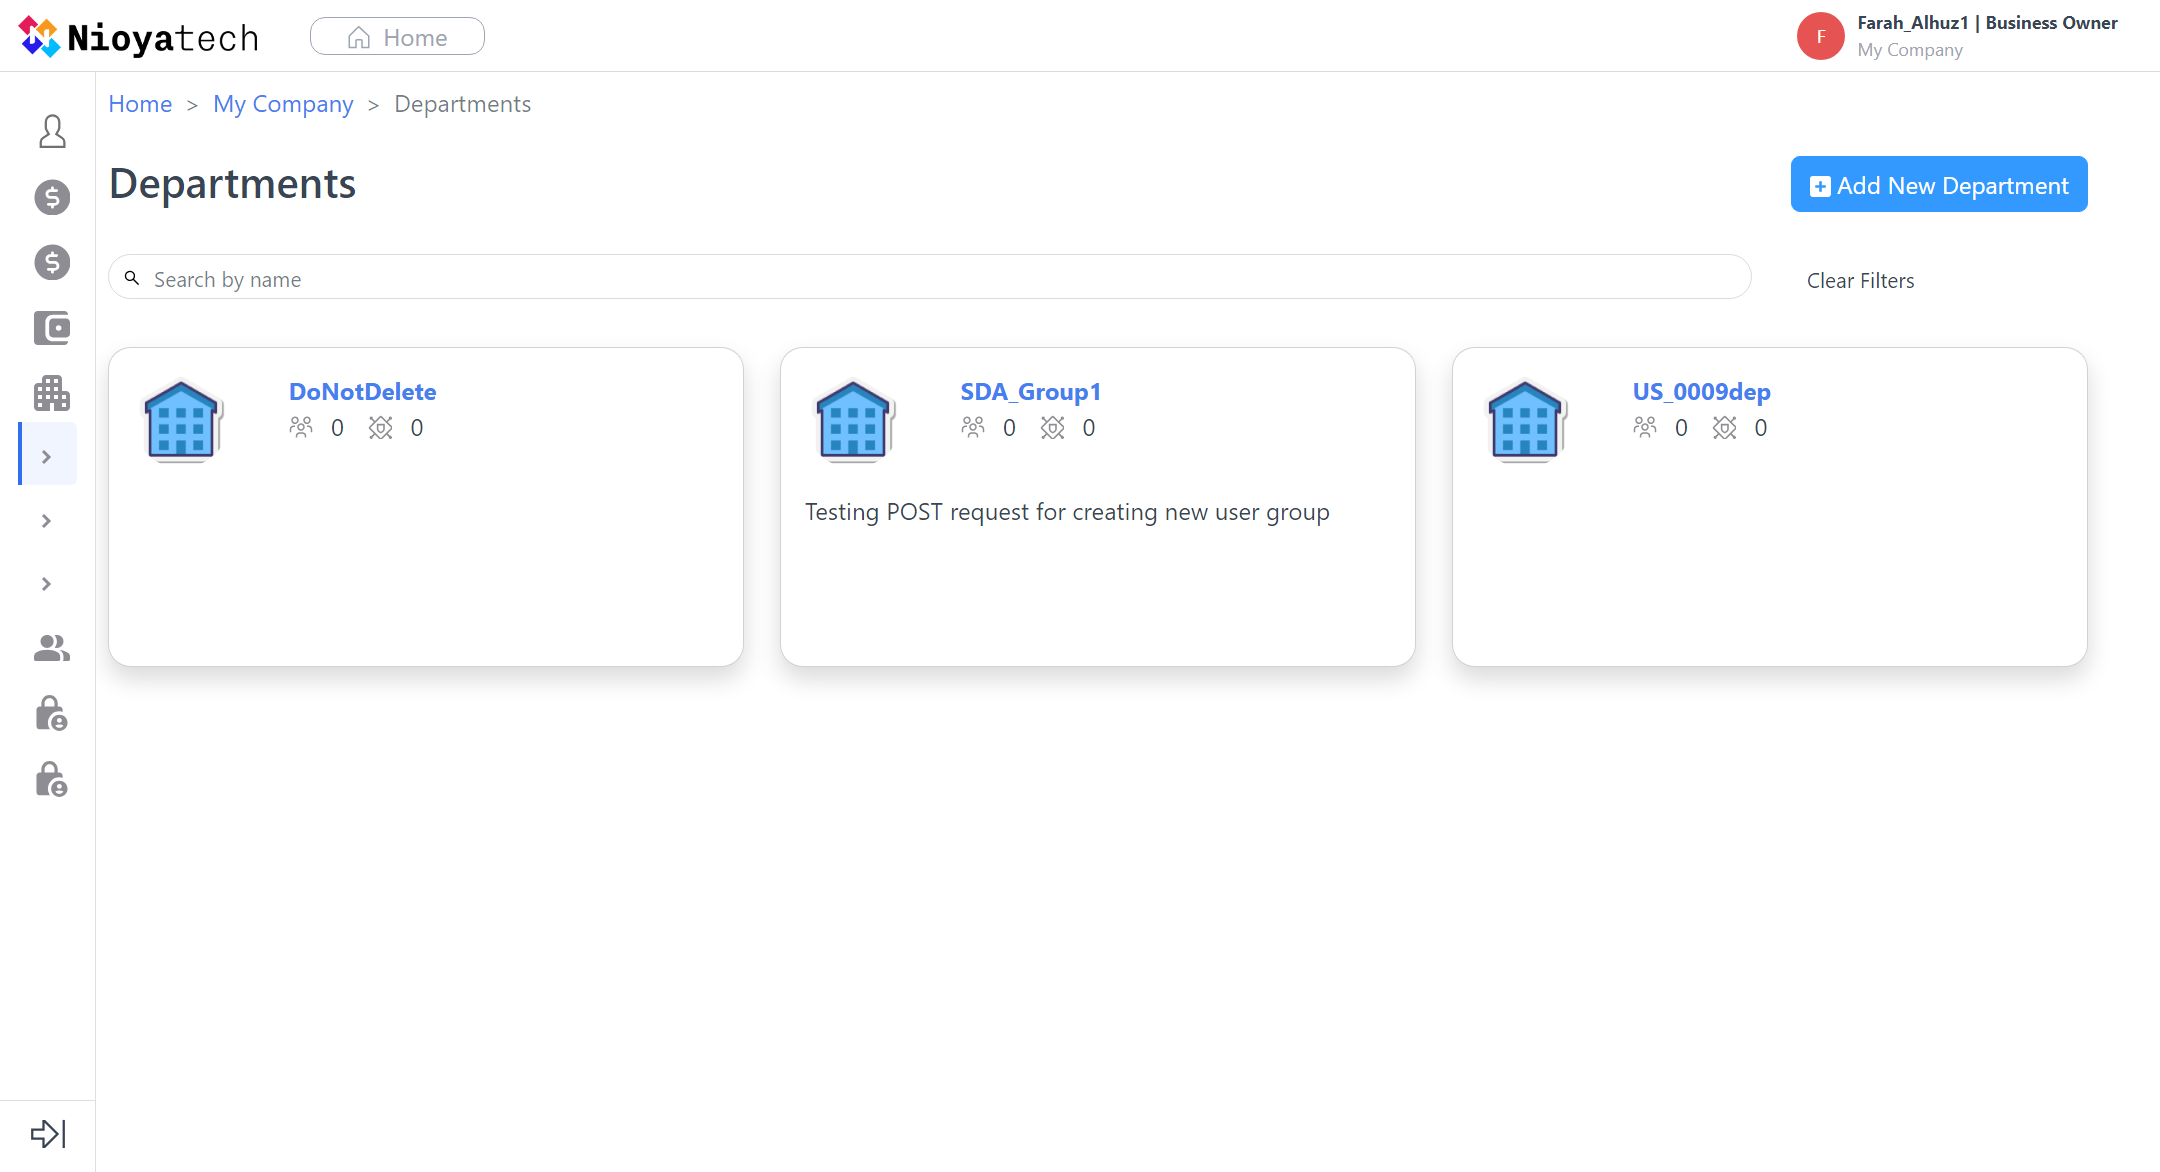 Nioyatech
Home
Farah_Alhuz1 | Business Owner
F
My Company
Home > My Company > Departments
Departments
Add New Department
Search by name
Clear Filters
DoNotDelete
0 0
SDA_Group1
0 0
Testing POST request for creating new user group
US_0009dep
0 0